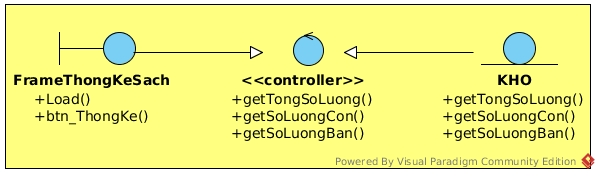 FrameThongKeSach
+Load()
+btn_ThongKe()
<<controller>>
+getTongSoLuong()
+getSoLuongCon()
+getSoLuongBan()
KHO
+getTongSoLuong()
+getSoLuongCon()
+getSoLuongBan()
Powered By Visual Paradigm Community Edition